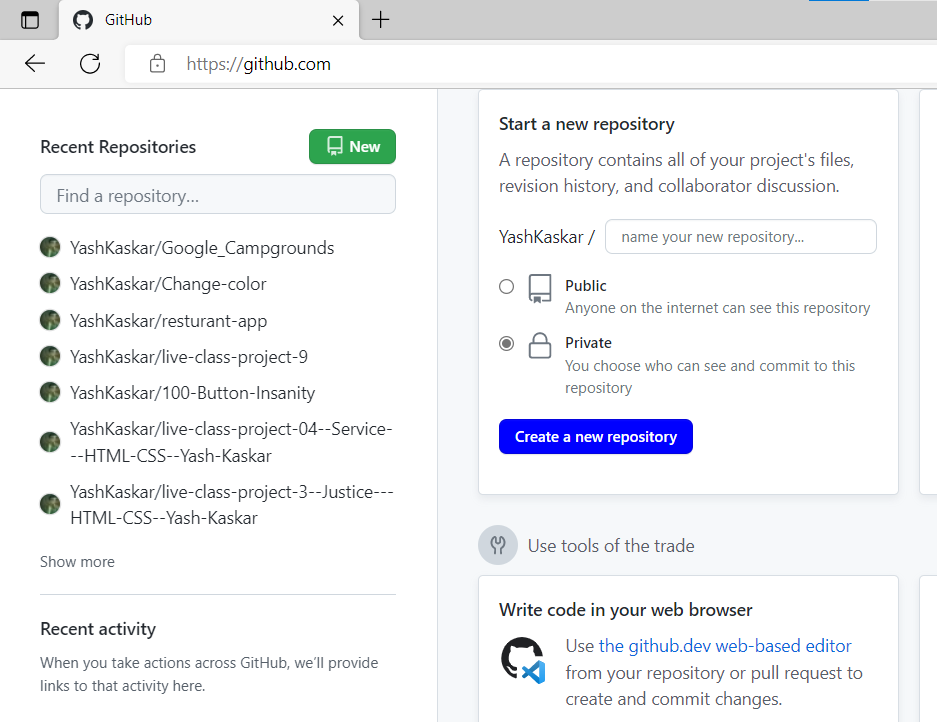 GitHub
https://github.com
Recent Repositories
New
Find a repository...
YashKaskar/Google_Campgrounds
YashKaskar/Change-color
YashKaskar/resturant-app
YashKaskar/live-class-project-9
YashKaskar/100-Button-Insanity
YashKaskar/live-class-project-04--Service-
--HTML-CSS--Yash-Kaskar
YashKaskar/live-class-project-3--Justice---
HTML-CSS--Yash-Kaskar
Show more
Recent activity
When you take actions across GitHub, we'll provide
links to that activity here.
Start a new repository
A repository contains all of your project's files,
revision history, and collaborator discussion.
YashKaskar / name your new repository...
Public
Anyone on the internet can see this repository
Private
You choose who can see and commit to this
repository
Create a new repository
Use tools of the trade
Write code in your web browser
Use the github.dev web-based editor
from your repository or pull request to
create and commit changes.